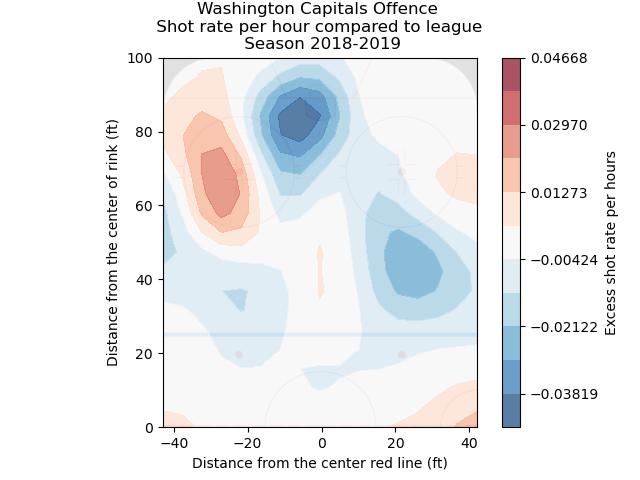 Washington Capitals Offence
Shot rate per hour compared to league
Season 2018-2019
100
80
60
40
20
0
Distance from the center of rink (ft)
−40
−20
0
20
40
Distance from the center red line (ft)
0.04668
0.02970
0.01273
−0.00424
−0.02122
−0.03819
Excess shot rate per hours